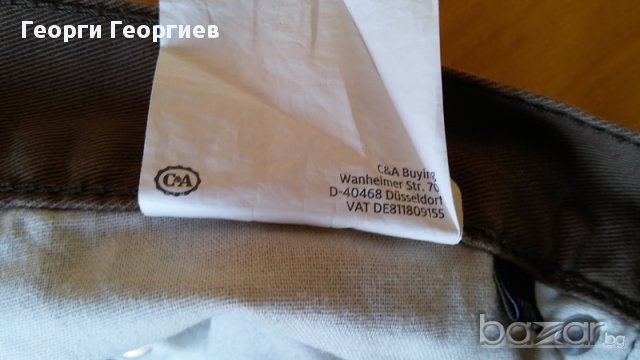 Георги Георгиев
C&A
C&A Buying
Wanheimer Str. 70
D-40468 Düsseldorf
VAT DE811809155
bazar.bg